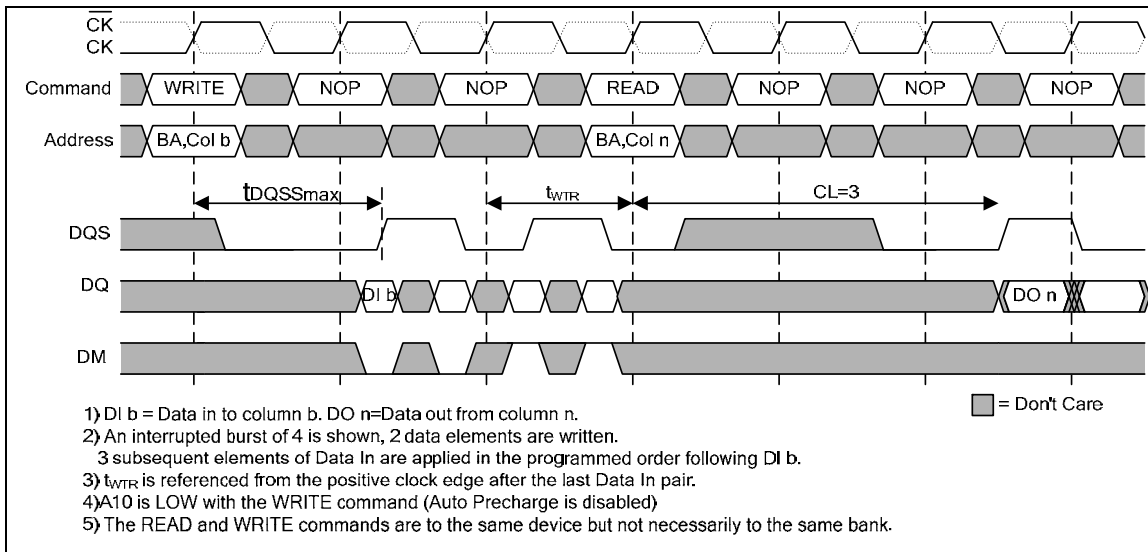 CK
CK
Command WRITE NOP NOP READ NOP NOP NOP
Address BA,Col b BA,Col n
tDQSSmax tWTR CL=3
DQS
DQ DI b DO n
DM
= Don't Care
1) DI b = Data in to column b. DO n=Data out from column n.
2) An interrupted burst of 4 is shown, 2 data elements are written.
3 subsequent elements of Data In are applied in the programmed order following DI b.
3) tWTR is referenced from the positive clock edge after the last Data In pair.
4)A10 is LOW with the WRITE command (Auto Precharge is disabled)
5) The READ and WRITE commands are to the same device but not necessarily to the same bank.